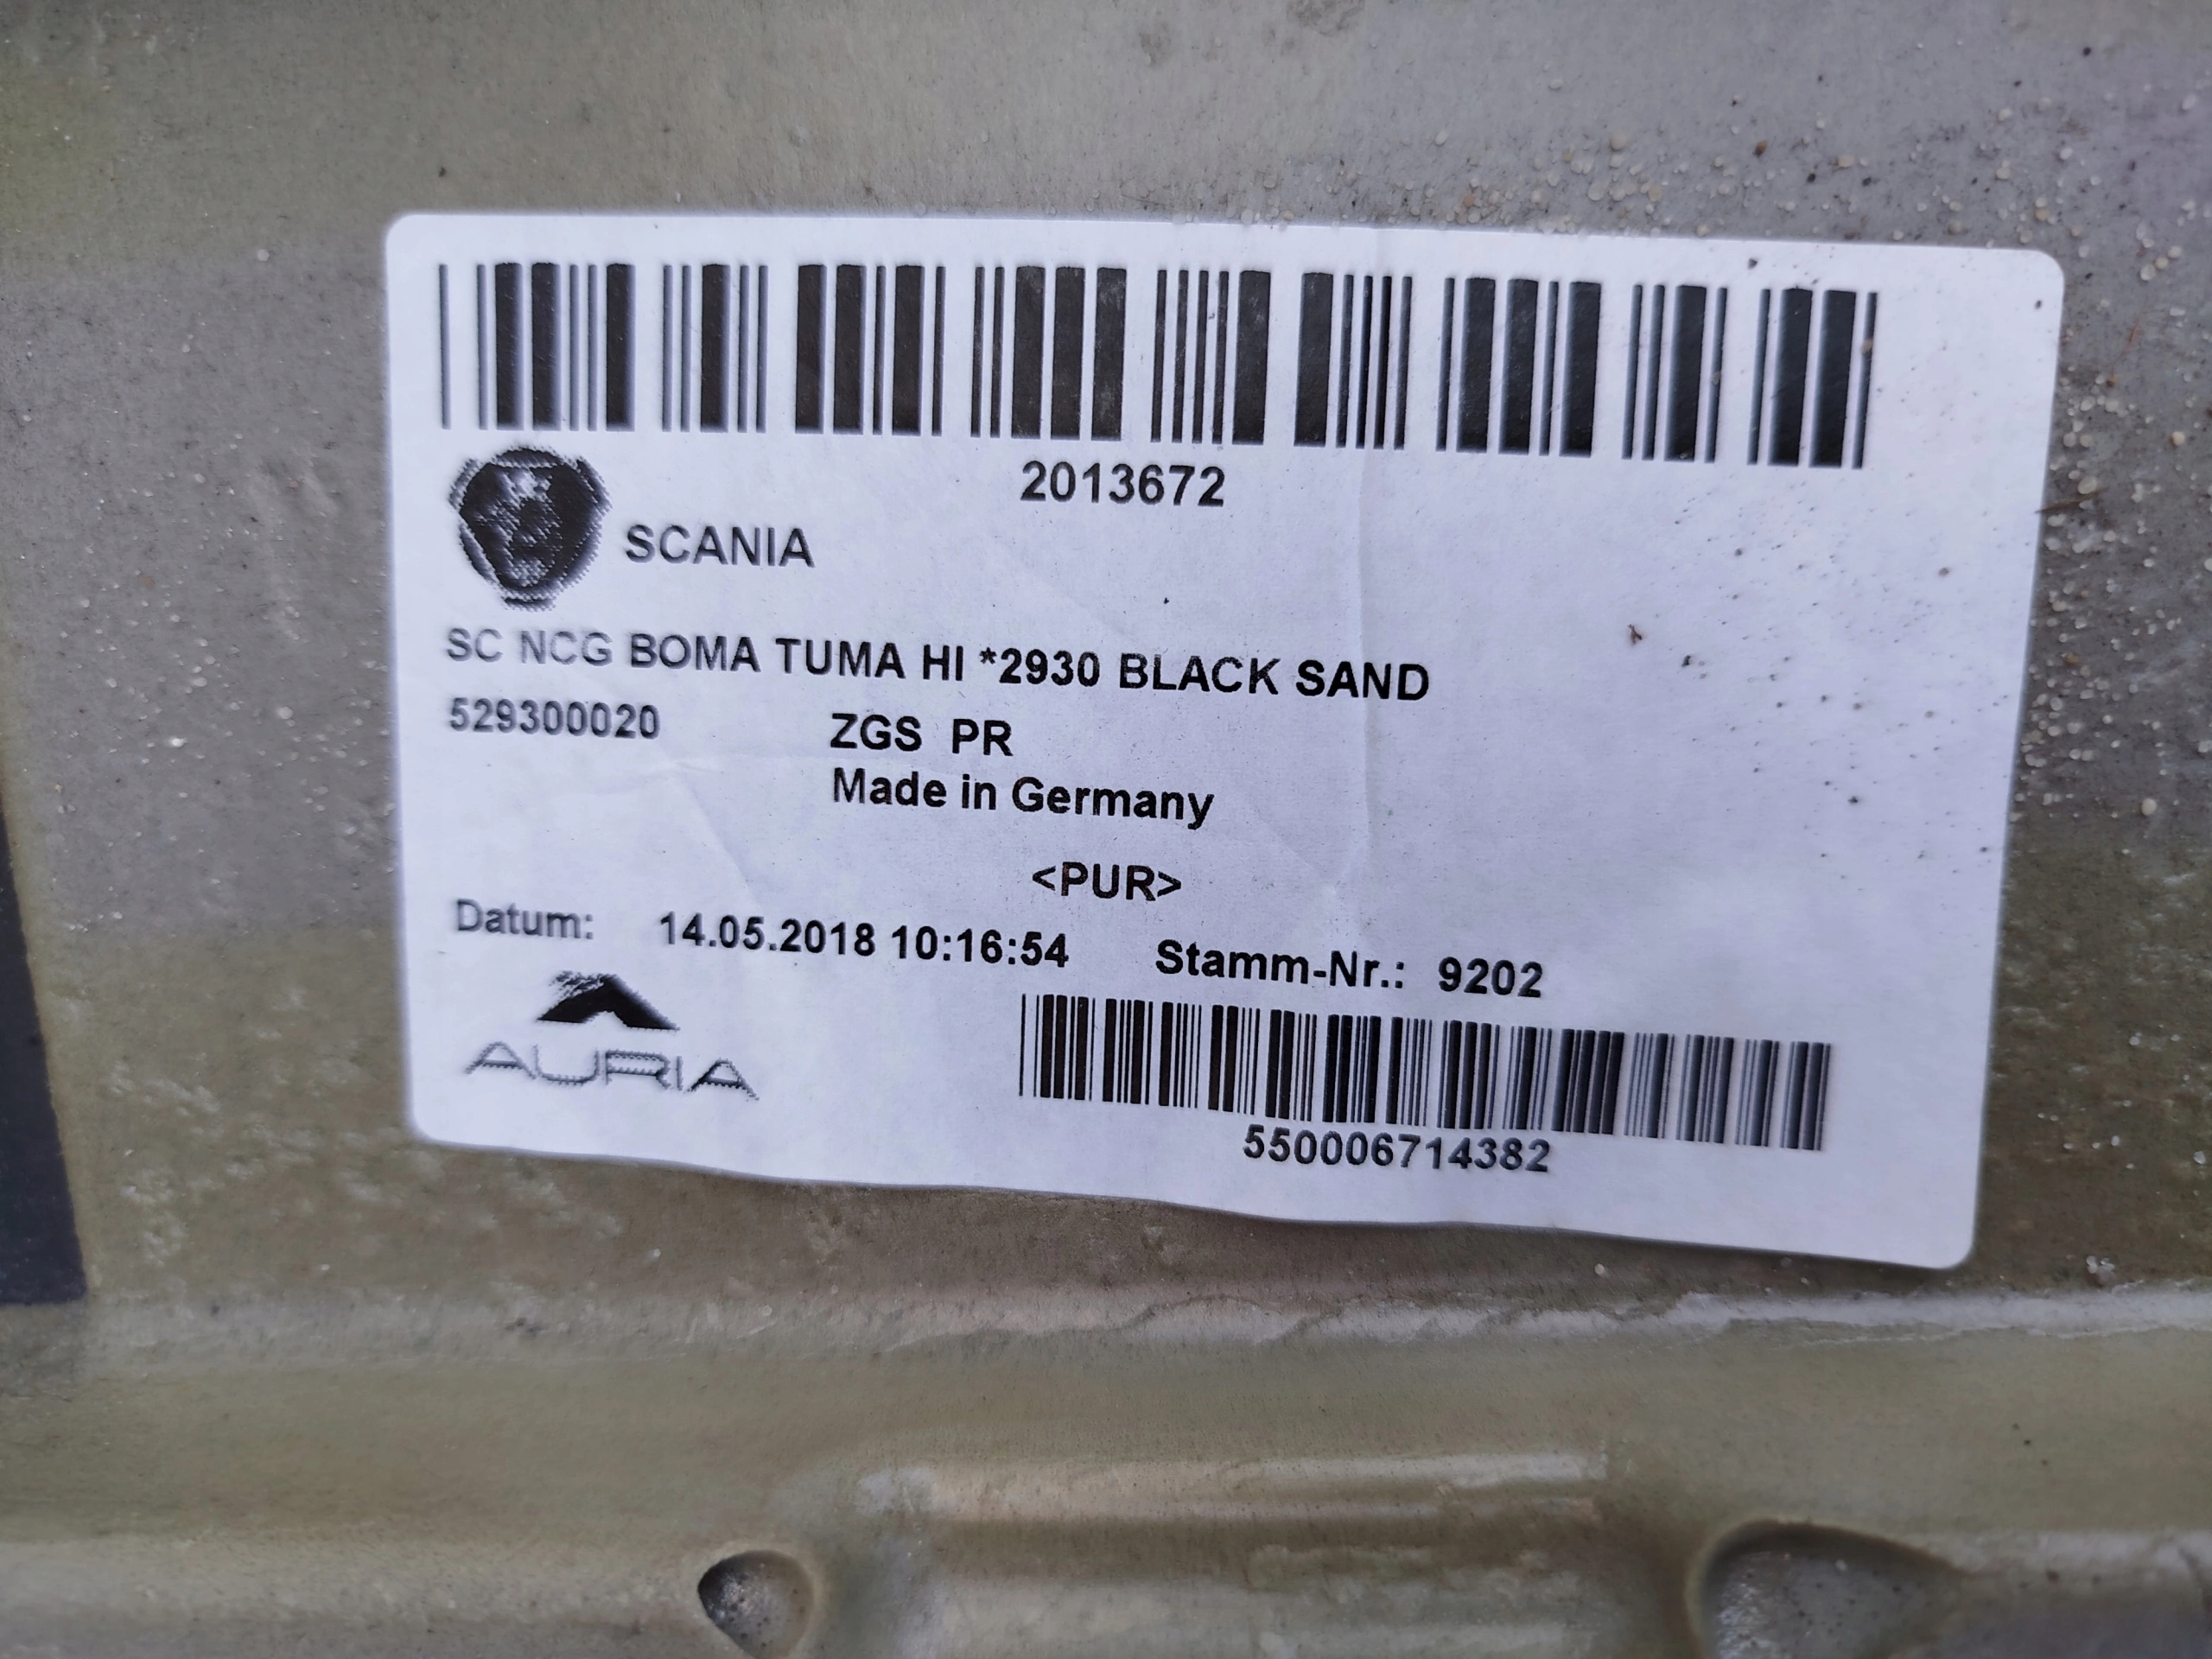 2013672
SCANIA
SC NCG BOMA TUMA HI *2930 BLACK SAND
529300020 ZGS PR
Made in Germany
<PUR>
Datum: 14.05.2018 10:16:54 Stamm-Nr.: 9202
AURIA
550006714382